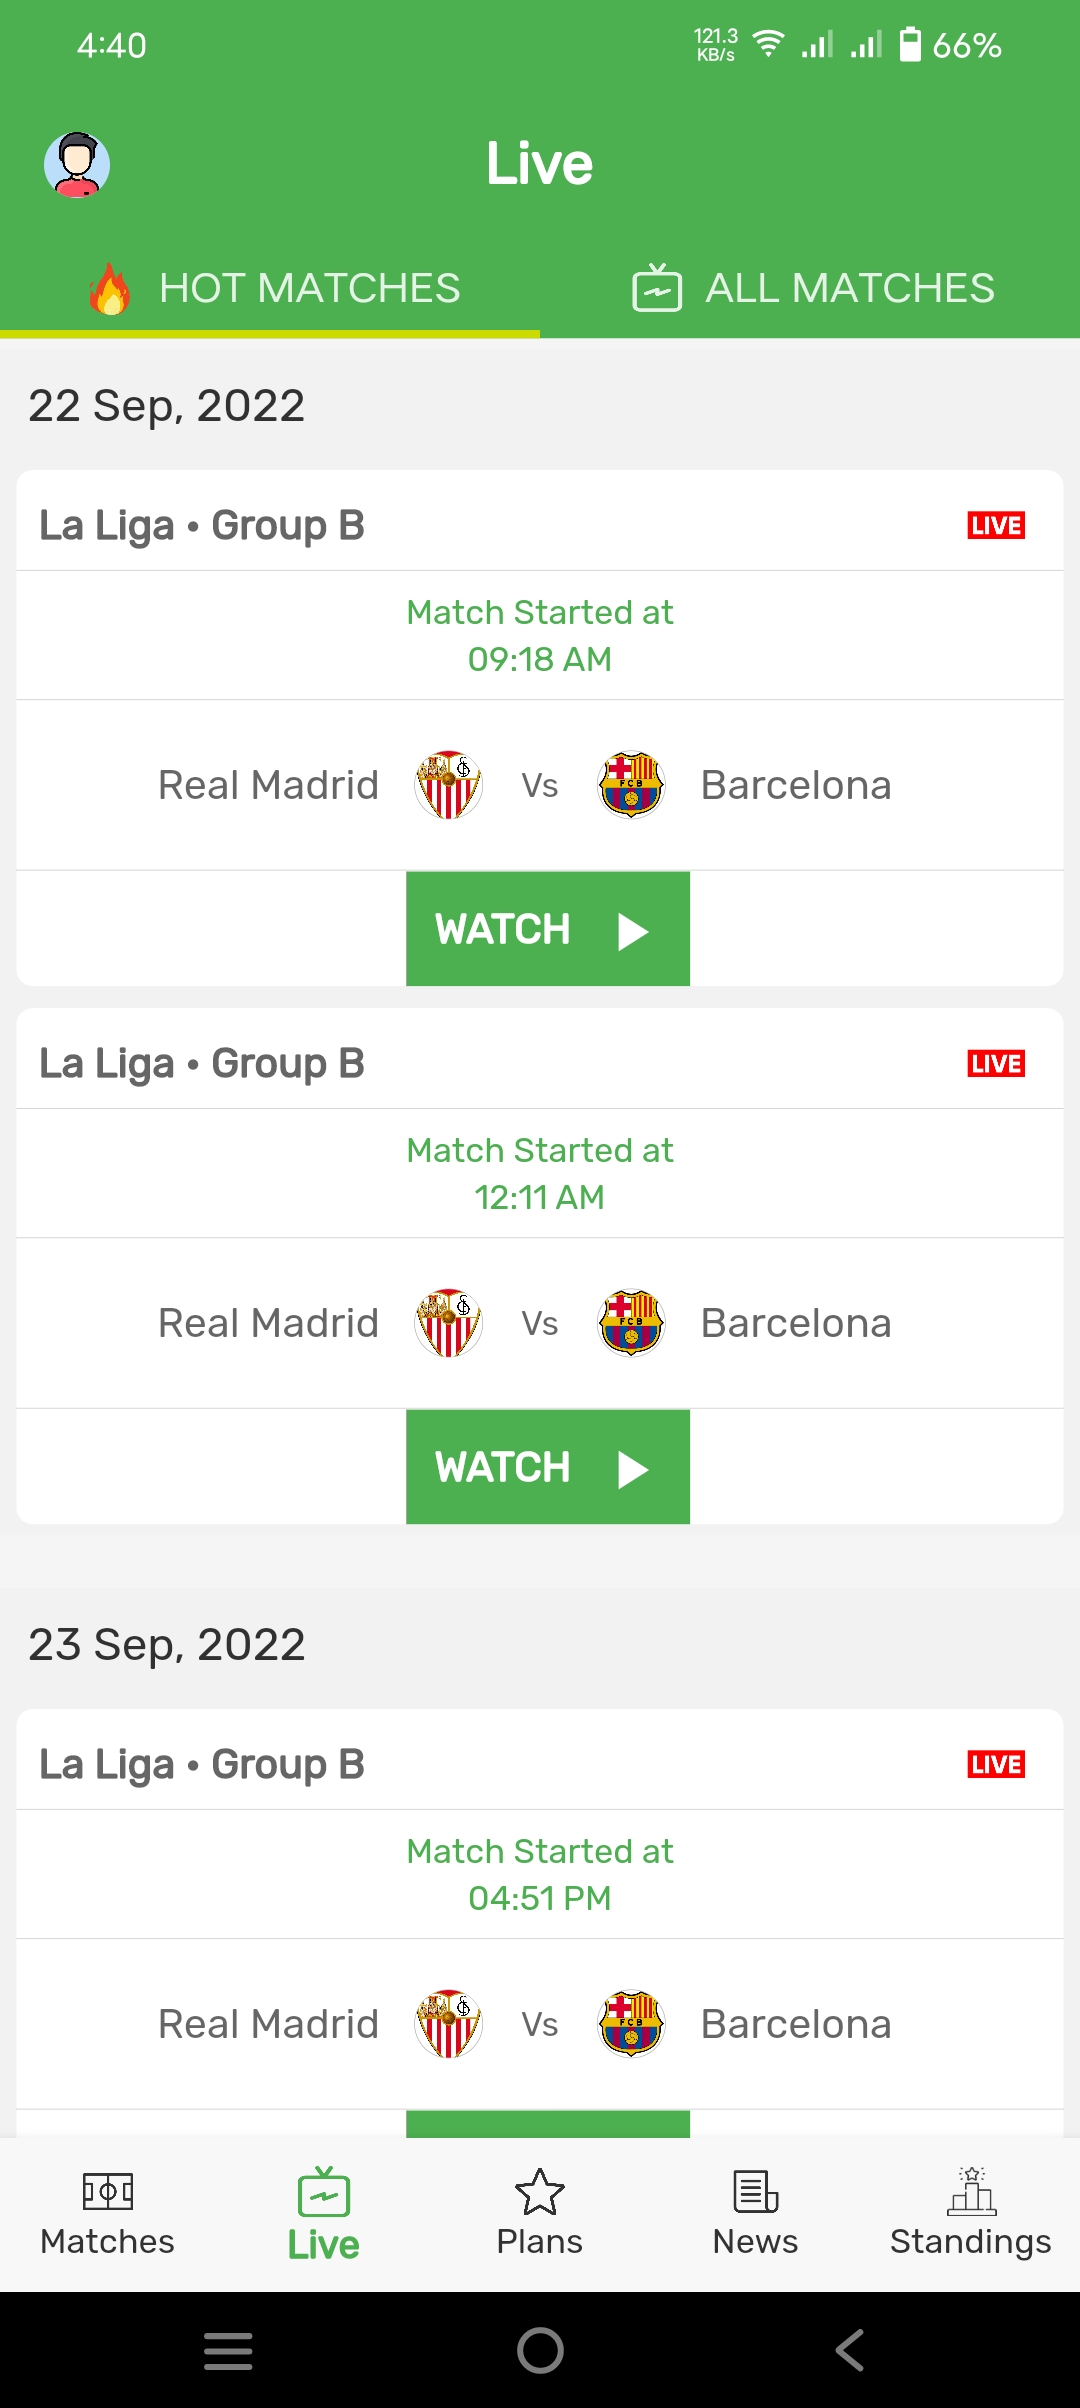 4:40
121.3
KB/s
66%
Live
HOT MATCHES
ALL MATCHES
22 Sep, 2022
La Liga • Group B
LIVE
Match Started at
09:18 AM
Real Madrid
Vs
FCB
Barcelona
WATCH
La Liga • Group B
LIVE
Match Started at
12:11 AM
Real Madrid
Vs
FCB
Barcelona
WATCH
23 Sep, 2022
La Liga • Group B
LIVE
Match Started at
04:51 PM
Real Madrid
Vs
FCB
Barcelona
Matches
Live
Plans
News
Standings